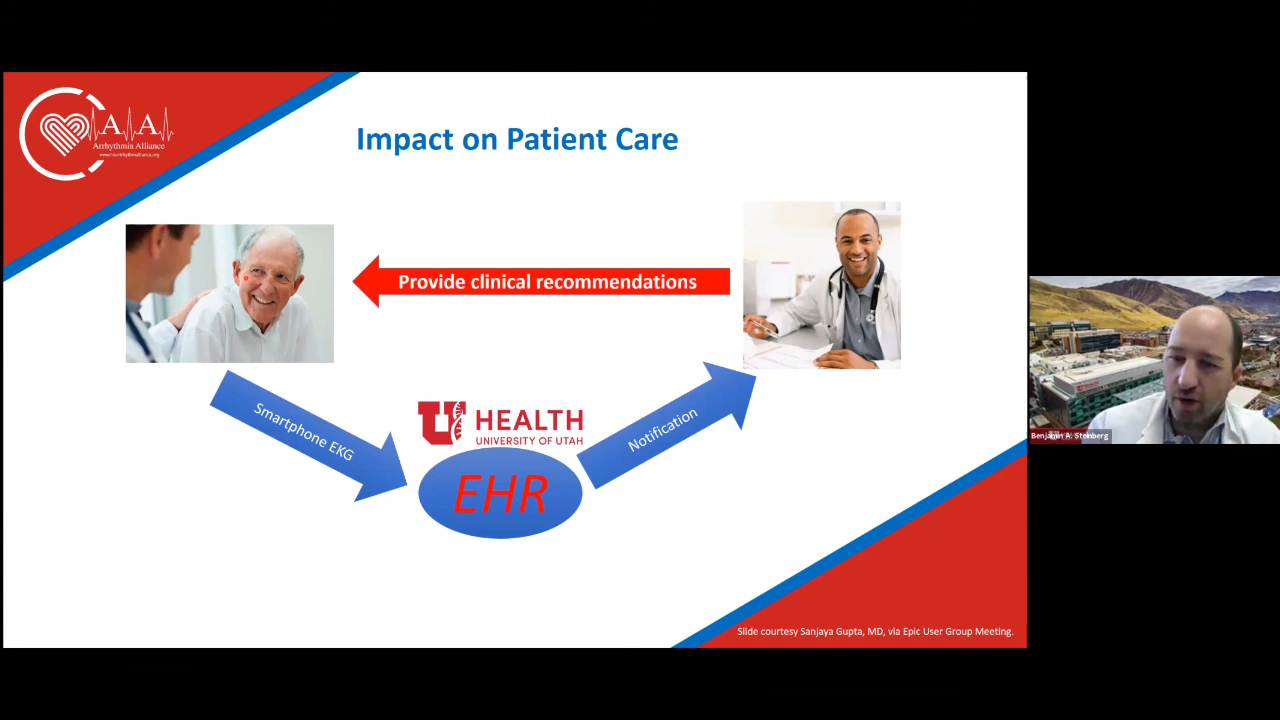 A A
Arrhythmia Alliance
Impact on Patient Care
Provide clinical recommendations
Smartphone EKG
U HEALTH
UNIVERSITY OF UTAH
EHR
Notification
Benjamin A. Steinberg
Slide courtesy Sanjaya Gupta, MD, via Epic User Group Meeting.